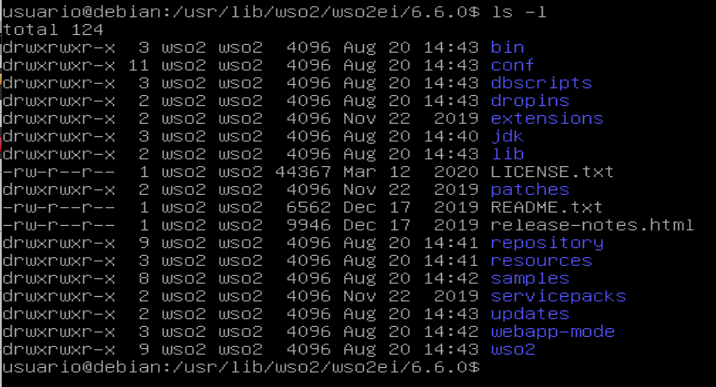 usuario@debian:/usr/lib/wso2/wso2ei/6.6.0$ ls -l
total 124
drwxrwxr-x  3 wso2 wso2  4096 Aug 20 14:43 bin
drwxrwxr-x 11 wso2 wso2  4096 Aug 20 14:43 conf
drwxrwxr-x  3 wso2 wso2  4096 Aug 20 14:43 dbscripts
drwxrwxr-x  2 wso2 wso2  4096 Aug 20 14:43 dropins
drwxrwxr-x  2 wso2 wso2  4096 Nov 22  2019 extensions
drwxrwxr-x  3 wso2 wso2  4096 Aug 20 14:40 jdk
drwxrwxr-x  2 wso2 wso2  4096 Aug 20 14:43 lib
-rw-r--r--  1 wso2 wso2 44367 Mar 12  2020 LICENSE.txt
drwxrwxr-x  2 wso2 wso2  4096 Nov 22  2019 patches
-rw-r--r--  1 wso2 wso2  6562 Dec 17  2019 README.txt
-rw-r--r--  1 wso2 wso2  9946 Dec 17  2019 release-notes.html
drwxrwxr-x  9 wso2 wso2  4096 Aug 20 14:41 repository
drwxrwxr-x  3 wso2 wso2  4096 Aug 20 14:41 resources
drwxrwxr-x  8 wso2 wso2  4096 Aug 20 14:42 samples
drwxrwxr-x  2 wso2 wso2  4096 Nov 22  2019 servicepacks
drwxrwxr-x  2 wso2 wso2  4096 Aug 20 14:43 updates
drwxrwxr-x  3 wso2 wso2  4096 Aug 20 14:42 webapp-mode
drwxrwxr-x  9 wso2 wso2  4096 Aug 20 14:43 wso2
usuario@debian:/usr/lib/wso2/wso2ei/6.6.0$